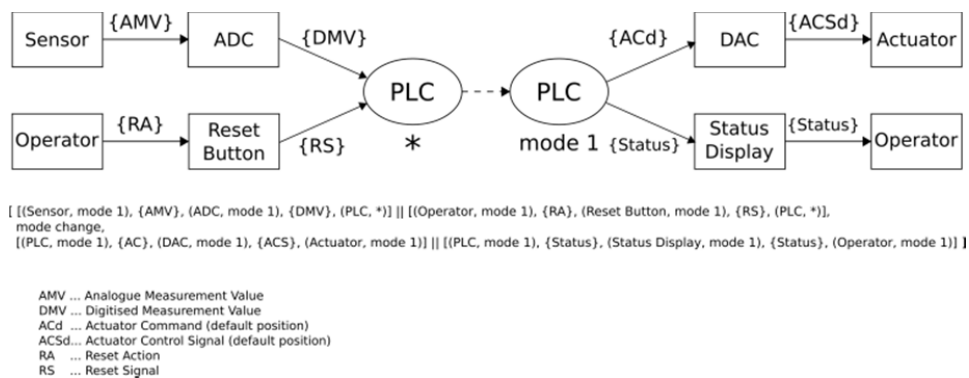 {AMV}
{DMV}
{ACd}
{ACSd}
Sensor
ADC
DAC
Actuator
PLC
PLC
{RA}
{RS}
*
mode 1
{Status}
{Status}
Operator
Reset
Button
Status
Display
Operator
[ [(Sensor, mode 1), {AMV}, (ADC, mode 1), {DMV}, (PLC, *)] || [(Operator, mode 1), {RA}, (Reset Button, mode 1), {RS}, (PLC, *)],
mode change,
[(PLC, mode 1), {AC}, (DAC, mode 1), {ACS}, (Actuator, mode 1)] || [(PLC, mode 1), {Status}, (Status Display, mode 1), {Status}, (Operator, mode 1)] ]
AMV ... Analogue Measurement Value
DMV ... Digitised Measurement Value
ACd ... Actuator Command (default position)
ACSd... Actuator Control Signal (default position)
RA ... Reset Action
RS ... Reset Signal